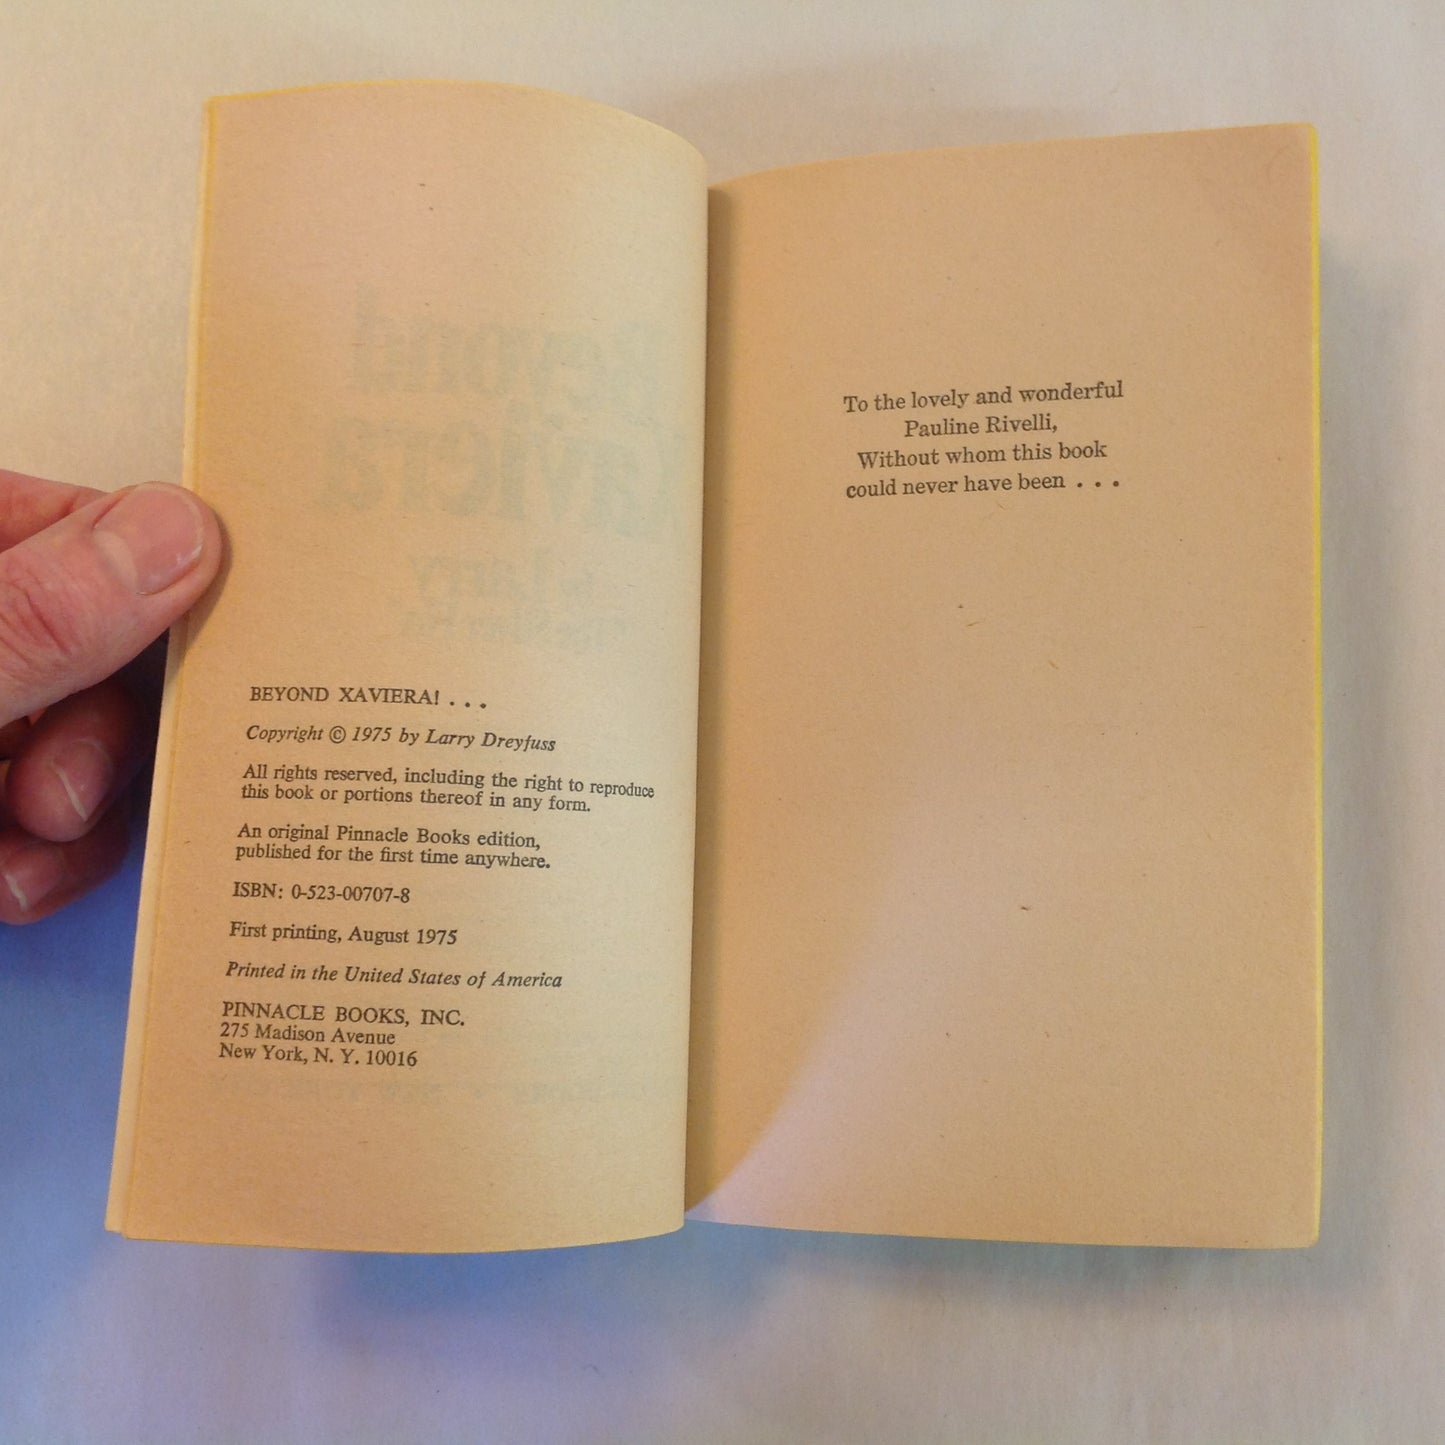 BEYOND XAVIERA! . . .
Copyright © 1975 by Larry Dreyfuss
All rights reserved, including the right to reproduce
this book or portions thereof in any form.
An original Pinnacle Books edition,
published for the first time anywhere.
ISBN: 0-523-00707-8
First printing, August 1975
Printed in the United States of America
PINNACLE BOOKS, INC.
275 Madison Avenue
New York, N. Y. 10016
To the lovely and wonderful
Pauline Rivelli,
Without whom this book
could never have been . . .